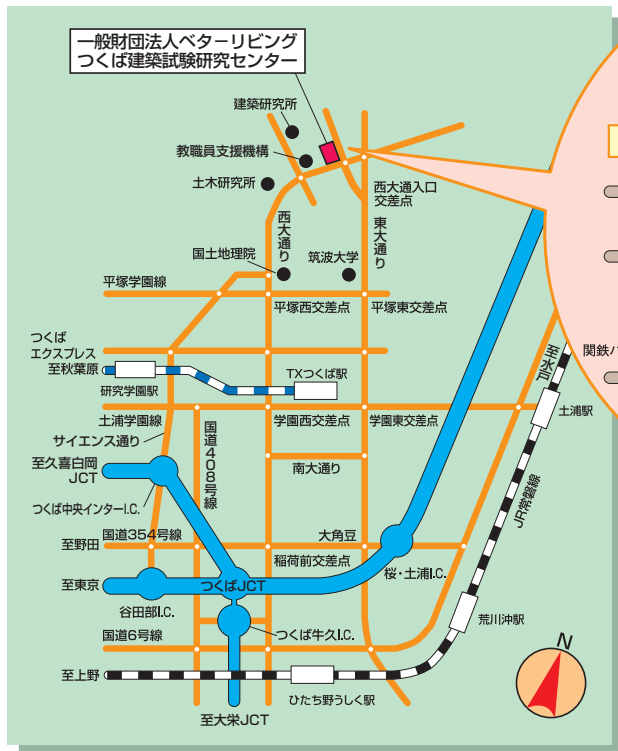 一般財団法人ベターリビング
つくば建築試験研究センター
建築研究所
教職員支援機構
土木研究所
西大通入口
交差点
西大通り
東大通り
国土地理院
筑波大学
平塚学園線
平塚西交差点
平塚東交差点
つくば
エクスプレス
至秋葉原
研究学園駅
TXつくば駅
関鉄バ
至水戸
土浦学園線
学園西交差点
学園東交差点
土浦駅
サイエンス通り
国道408号線
至久喜白岡
JCT
南大通り
つくば中央インターI.C.
JR常磐線
国道354号線
大角豆
至野田
稲荷前交差点
桜・土浦I.C.
至東京
つくばJCT
谷田部I.C.
つくば牛久I.C.
荒川沖駅
国道6号線
N
至上野
ひたち野うしく駅
至大栄JCT